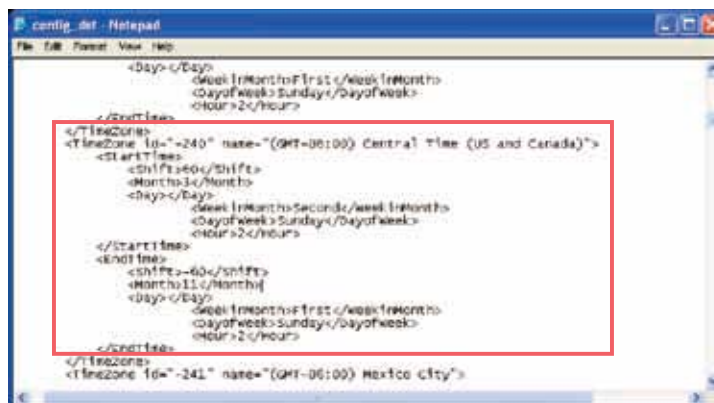 config_dst - Notepad
File Edit Format View Help
<Day></Day>
<WeekinMonth>First</WeekinMonth>
<DayofWeek>Sunday</DayofWeek>
<Hour>2</Hour>
</EndTime>
</TimeZone>
<TimeZone id="-240" name="(GMT-06:00) Central Time (US and Canada)">
<StartTime>
<Shift>60</Shift>
<Month>3</Month>
<Day></Day>
<WeekinMonth>Second</WeekinMonth>
<DayofWeek>Sunday</DayofWeek>
<Hour>2</Hour>
</StartTime>
<EndTime>
<Shift>-60</Shift>
<Month>11</Month>
<Day></Day>
<WeekinMonth>First</WeekinMonth>
<DayofWeek>Sunday</DayofWeek>
<Hour>2</Hour>
</EndTime>
</TimeZone>
<TimeZone id="-241" name="(GMT-06:00) Mexico City">